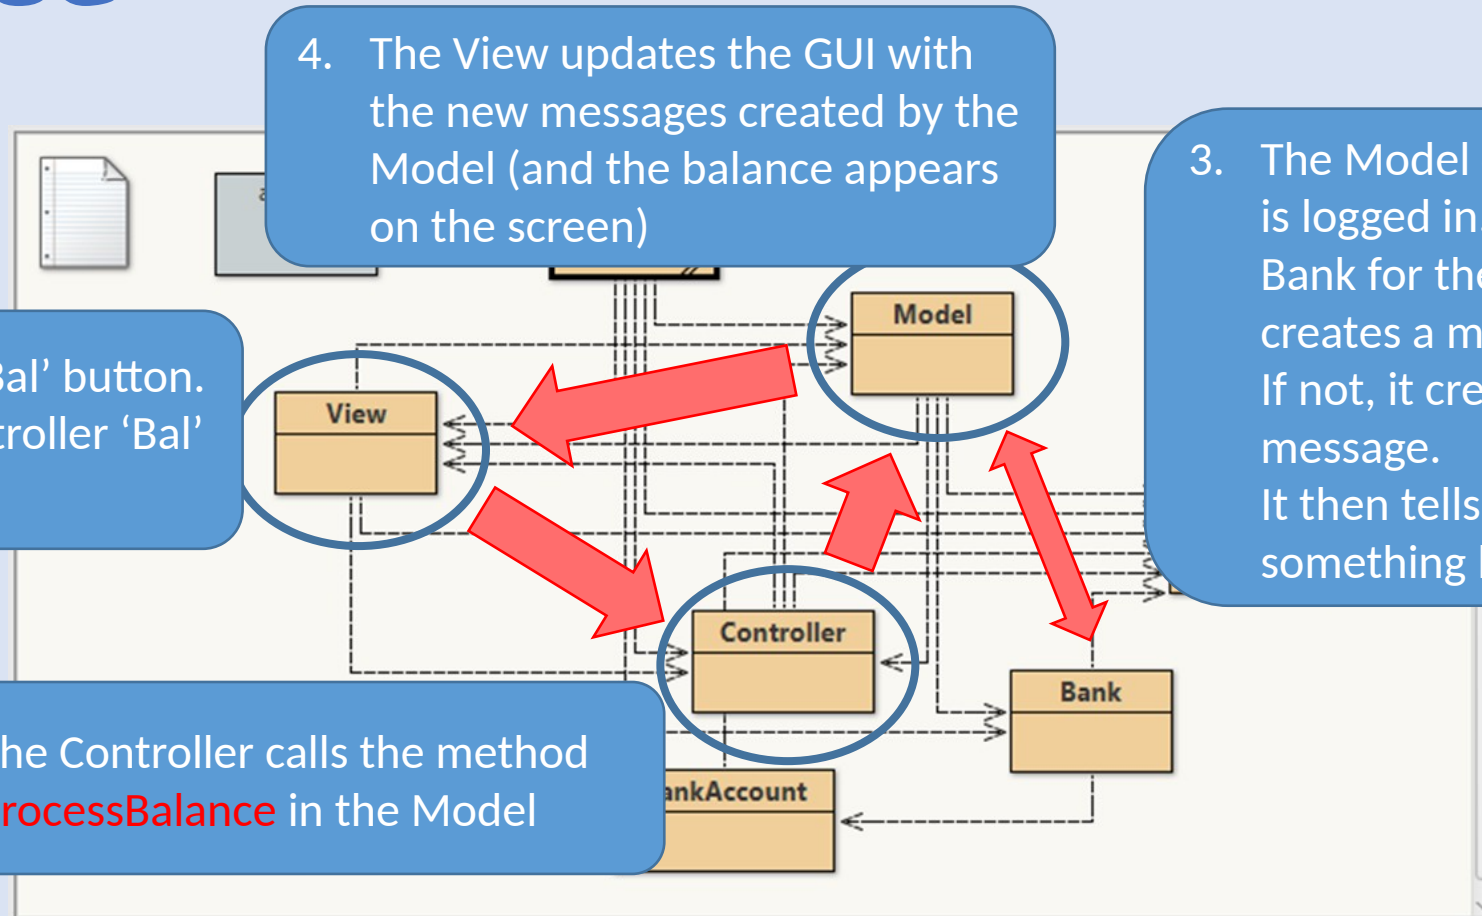 4. The View updates the GUI with
the new messages created by the
Model (and the balance appears
on the screen)
3. The Model
is logged in.
Bank for the
creates a m
If not, it cre
message.
It then tells
something
Model
Bal’ button.
troller ‘Bal’
View
Controller
Bank
he Controller calls the method
rocessBalance in the Model
ankAccount